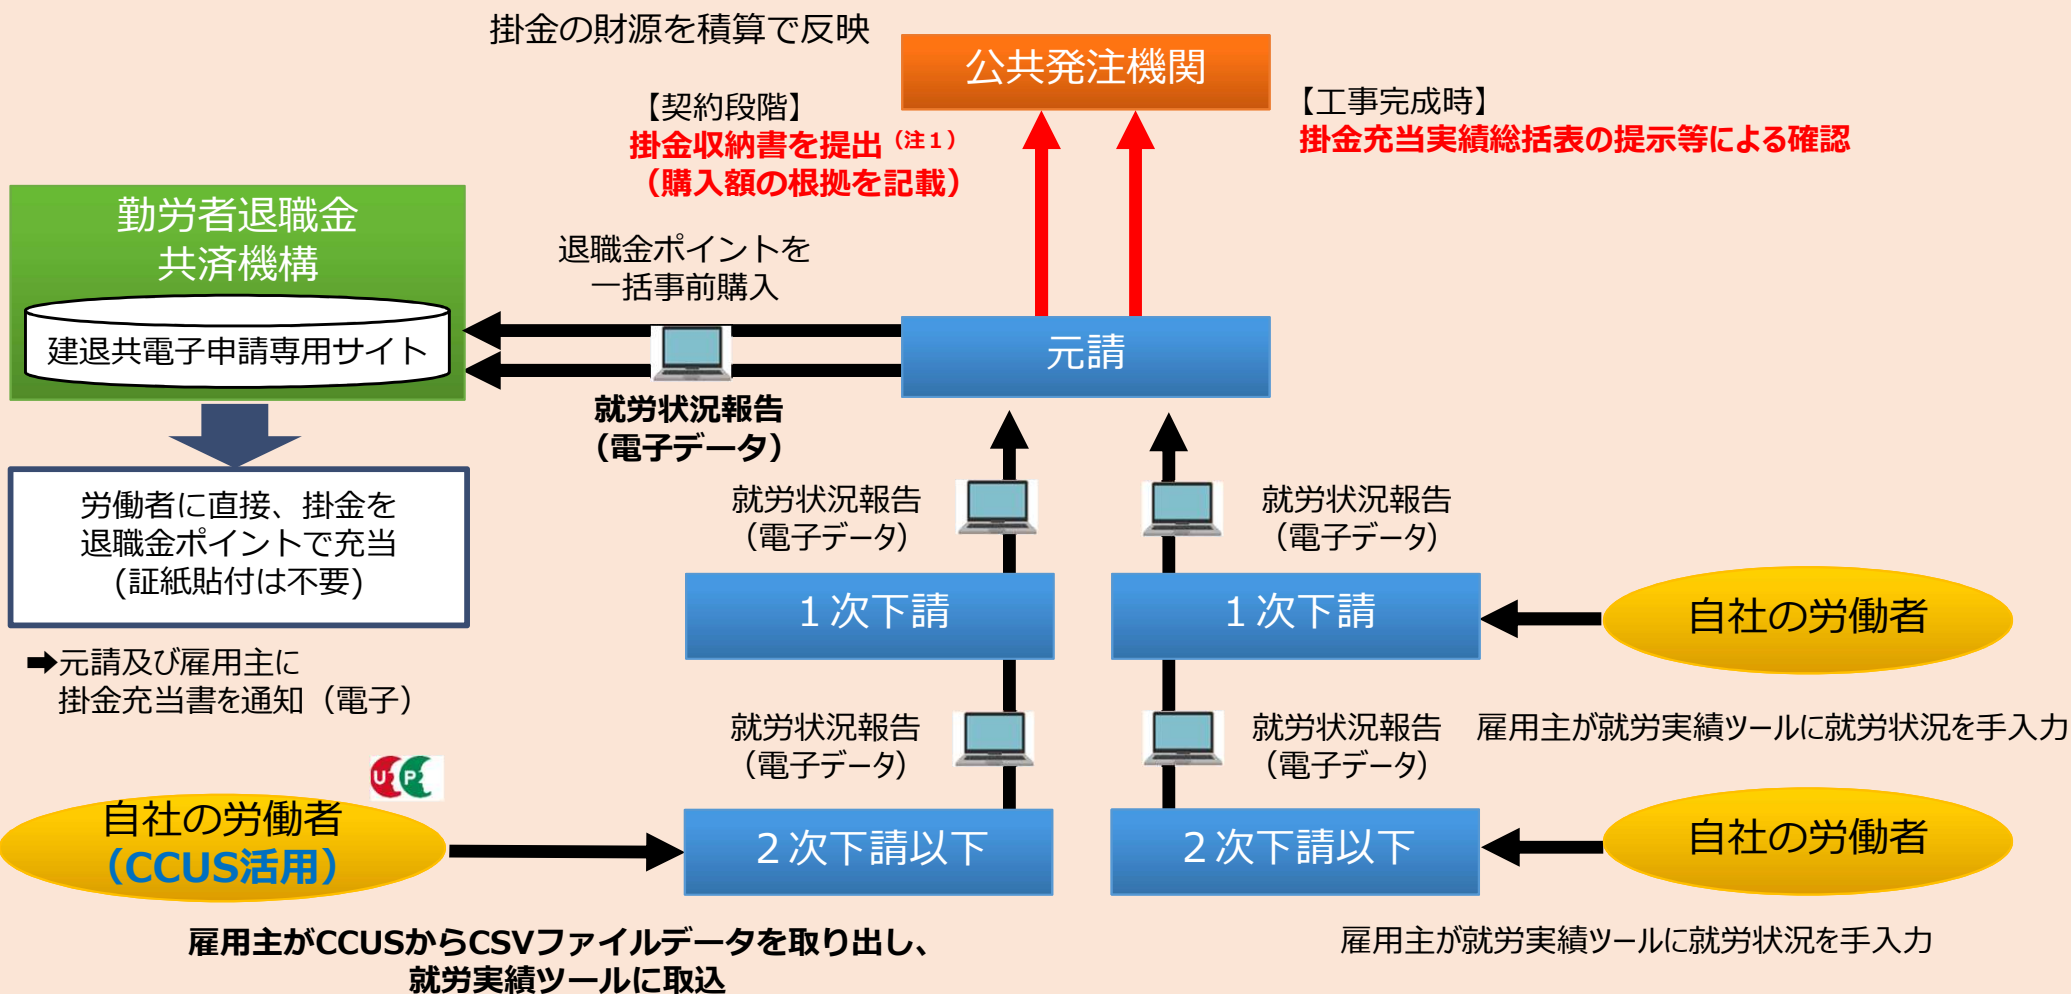 掛金の財源を積算で反映
公共発注機関
【契約段階】
掛金収納書を提出（注１）
（購入額の根拠を記載）
【工事完成時】
掛金充当実績総括表の提示等による確認
勤労者退職金
共済機構
建退共電子申請専用サイト
退職金ポイントを
一括事前購入
元請
就労状況報告
（電子データ）
労働者に直接、掛金を
退職金ポイントで充当
(証紙貼付は不要)
就労状況報告
（電子データ）
就労状況報告
（電子データ）
１次下請
１次下請
自社の労働者
➡元請及び雇用主に
掛金充当書を通知（電子）
就労状況報告
（電子データ）
就労状況報告
（電子データ）
雇用主が就労実績ツールに就労状況を手入力
自社の労働者
（CCUS活用）
２次下請以下
２次下請以下
自社の労働者
雇用主がCCUSからCSVファイルデータを取り出し、
就労実績ツールに取込
雇用主が就労実績ツールに就労状況を手入力